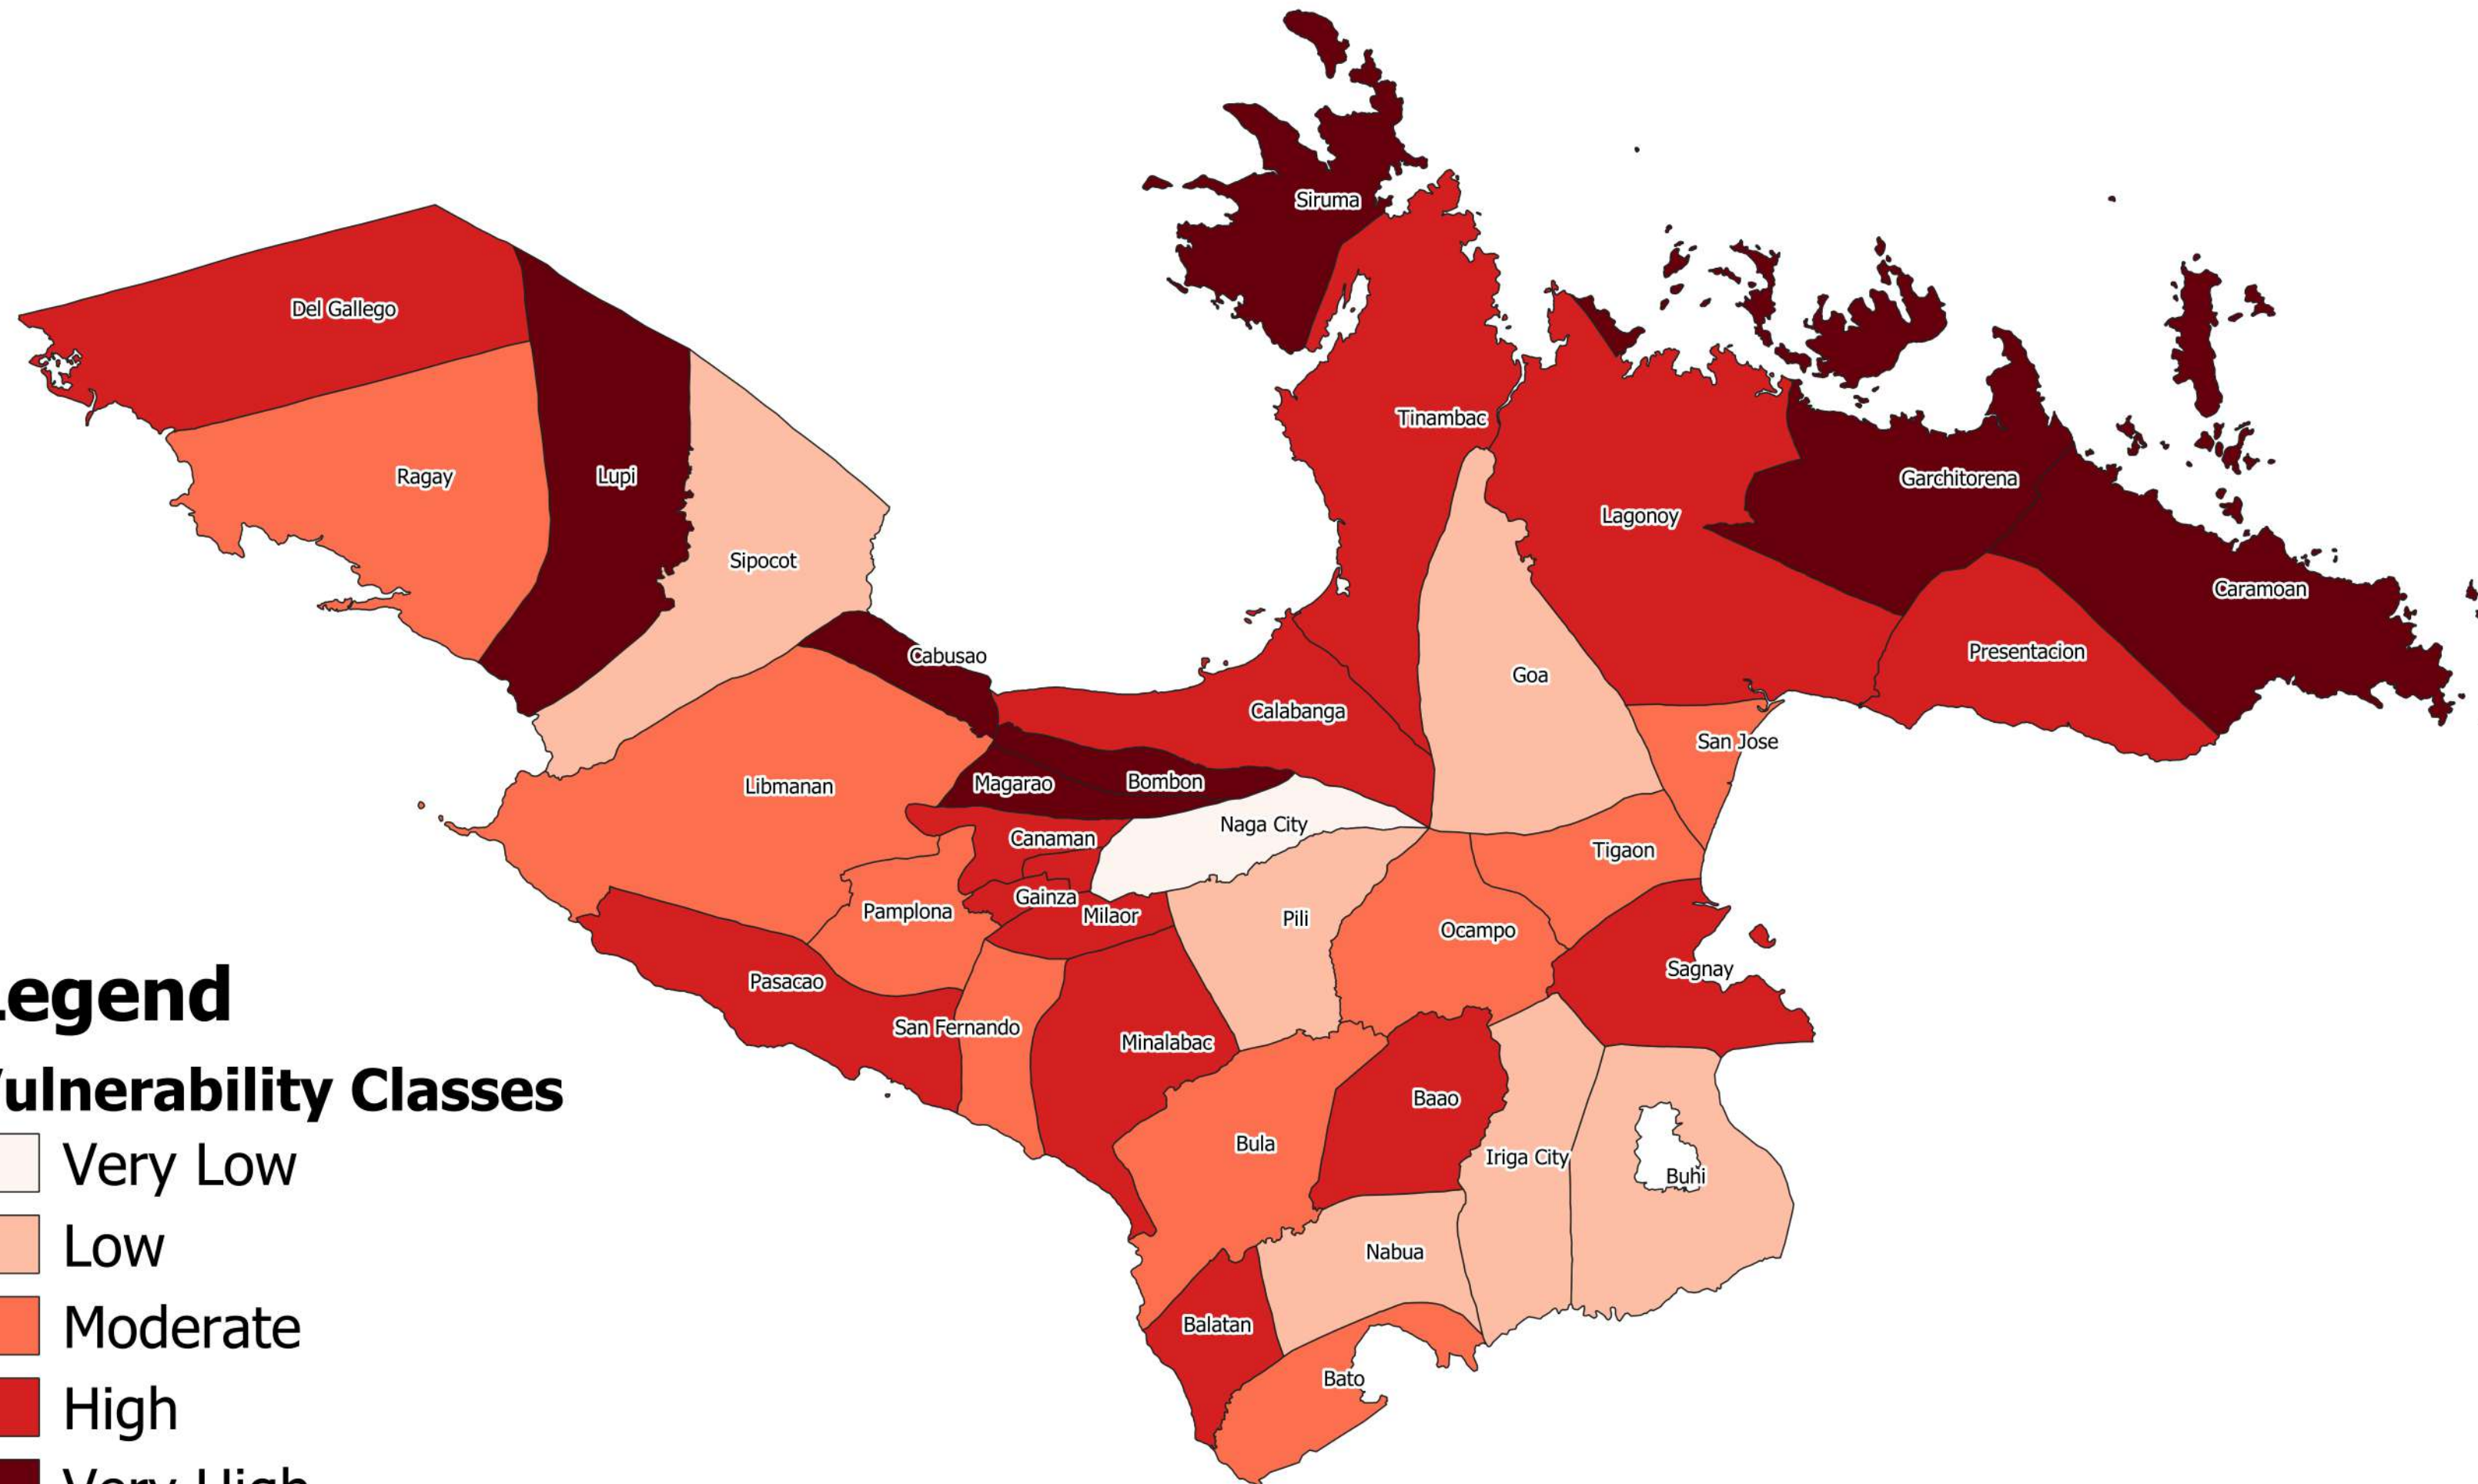 Siruma
Del Gallego
Tinambac
Ragay
Lupi
Garchitorena
Lagonoy
Sipocot
Caramoan
Cabusao
Presentacion
Goa
Calabanga
San Jose
Libmanan
Magarao
Bombon
Naga City
Canaman
Tigaon
Gainza
Pamplona
Milaor
Pili
Ocampo
Sagnay
Pasacao
San Fernando
Minalabac
Baao
Bula
Iriga City
Buhi
Nabua
Balatan
Bato
Legend
Vulnerability Classes
Very Low
Low
Moderate
High
Very High